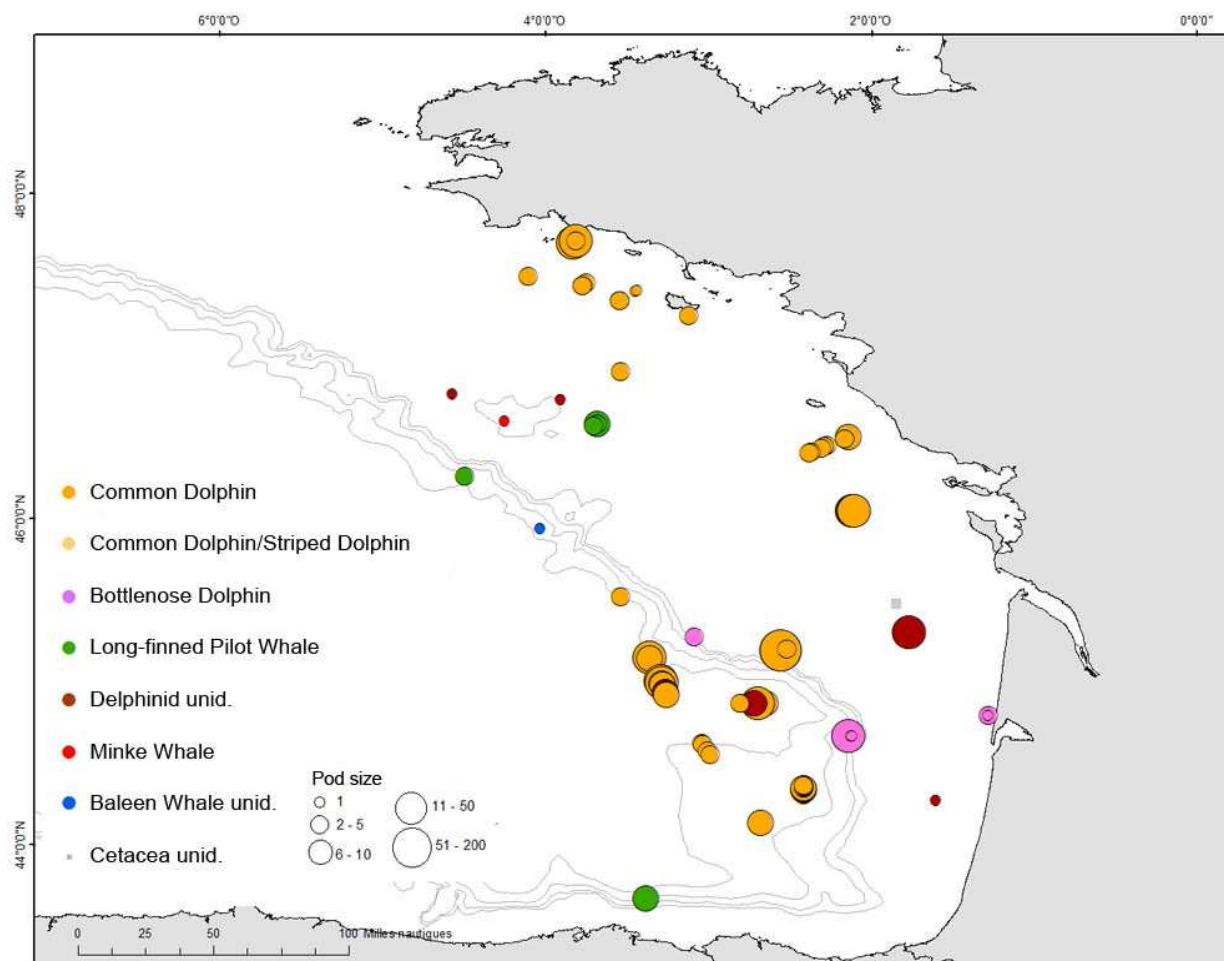 6°0'0"O 4°0'0"O 2°0'0"O 0°0'0"
48°0'0"N
46°0'0"N
44°0'0"N
Common Dolphin
Common Dolphin/Striped Dolphin
Bottlenose Dolphin
Long-finned Pilot Whale
Delphinid unid.
Minke Whale
Baleen Whale unid.
Cetacea unid.
Pod size
1
2 - 5
6 - 10
11 - 50
51 - 200
0 25 50 100 Milles nautiques